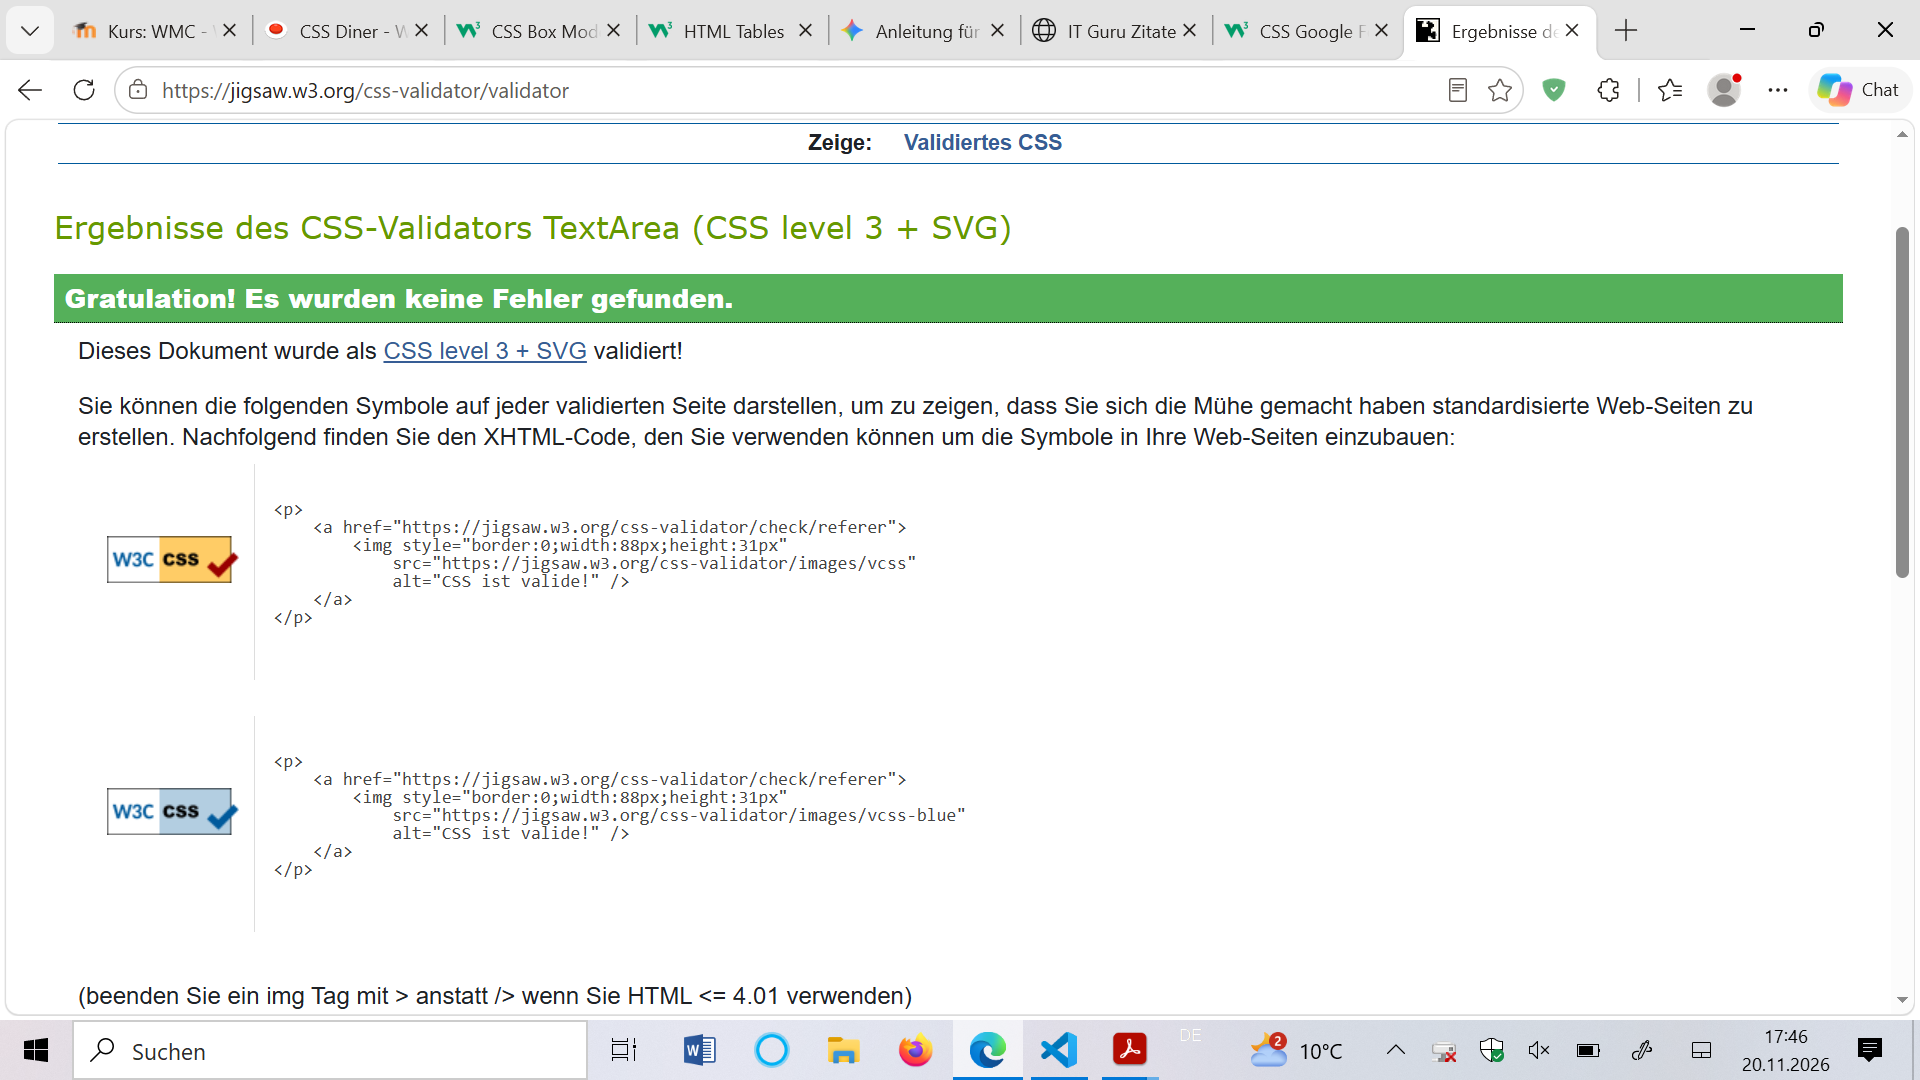 Kurs: WMC -
CSS Diner - W
CSS Box Mod
HTML Tables
Anleitung für
IT Guru Zitate
CSS Google F
Ergebnisse de
https://jigsaw.w3.org/css-validator/validator
Chat
Zeige: Validiertes CSS
Ergebnisse des CSS-Validators TextArea (CSS level 3 + SVG)
Gratulation! Es wurden keine Fehler gefunden.
Dieses Dokument wurde als CSS level 3 + SVG validiert!
Sie können die folgenden Symbole auf jeder validierten Seite darstellen, um zu zeigen, dass Sie sich die Mühe gemacht haben standardisierte Web-Seiten zu
erstellen. Nachfolgend finden Sie den XHTML-Code, den Sie verwenden können um die Symbole in Ihre Web-Seiten einzubauen:
W3C css
<p>
<a href="https://jigsaw.w3.org/css-validator/check/referer">
<img style="border:0;width:88px;height:31px"
src="https://jigsaw.w3.org/css-validator/images/vcss"
alt="CSS ist valide!" />
</a>
</p>
W3C css
<p>
<a href="https://jigsaw.w3.org/css-validator/check/referer">
<img style="border:0;width:88px;height:31px"
src="https://jigsaw.w3.org/css-validator/images/vcss-blue"
alt="CSS ist valide!" />
</a>
</p>
(beenden Sie ein img Tag mit > anstatt /> wenn Sie HTML <= 4.01 verwenden)
Suchen
DE
2
10°C
17:46
20.11.2026